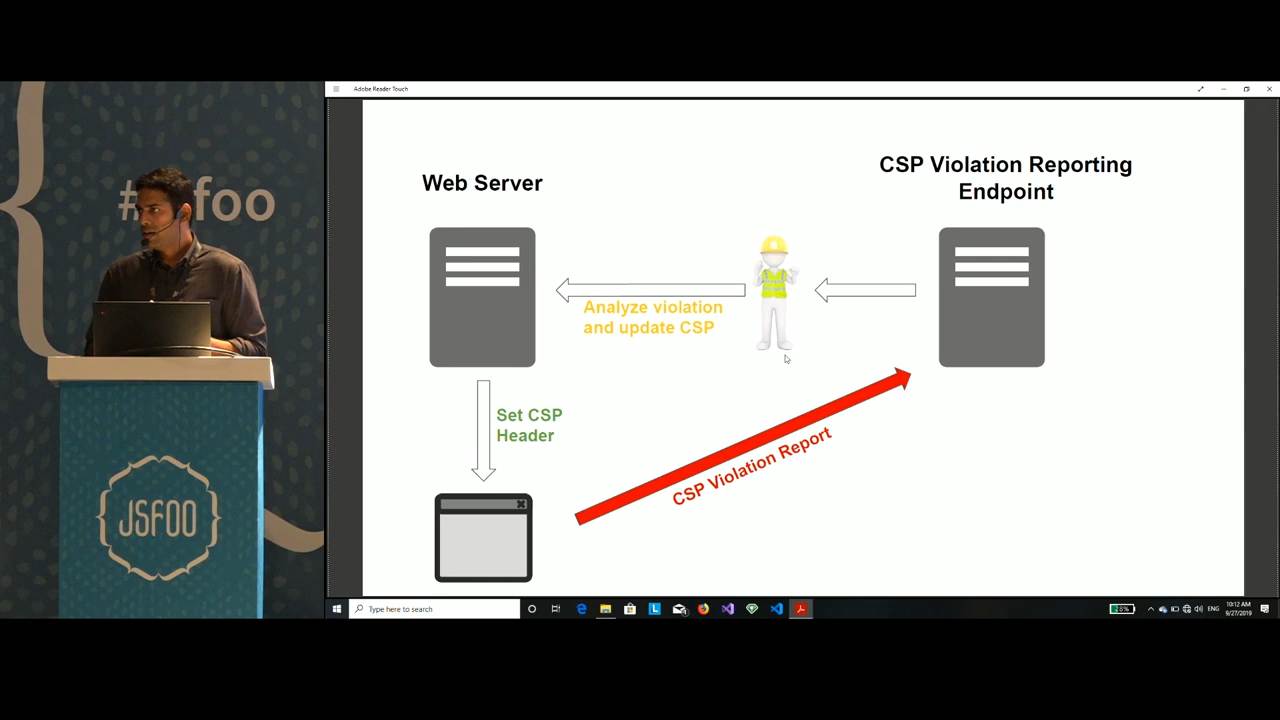 Adobe Reader Touch
#jsfoo
Web Server
CSP Violation Reporting
Endpoint
Analyze violation
and update CSP
Set CSP
Header
CSP Violation Report
JSFOO
Type here to search
28%
ENG
10:12 AM
9/27/2019